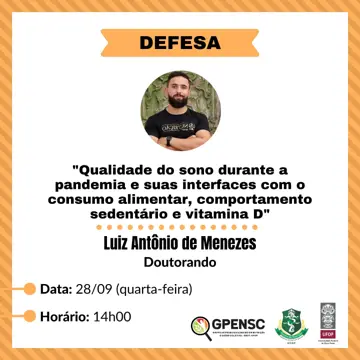 DEFESA
"Qualidade do sono durante a
pandemia e suas interfaces com o
consumo alimentar, comportamento
sedentário e vitamina D"
Luiz Antônio de Menezes
Doutorando
Data: 28/09 (quarta-feira)
Horário: 14h00
GPENSC
UFOP